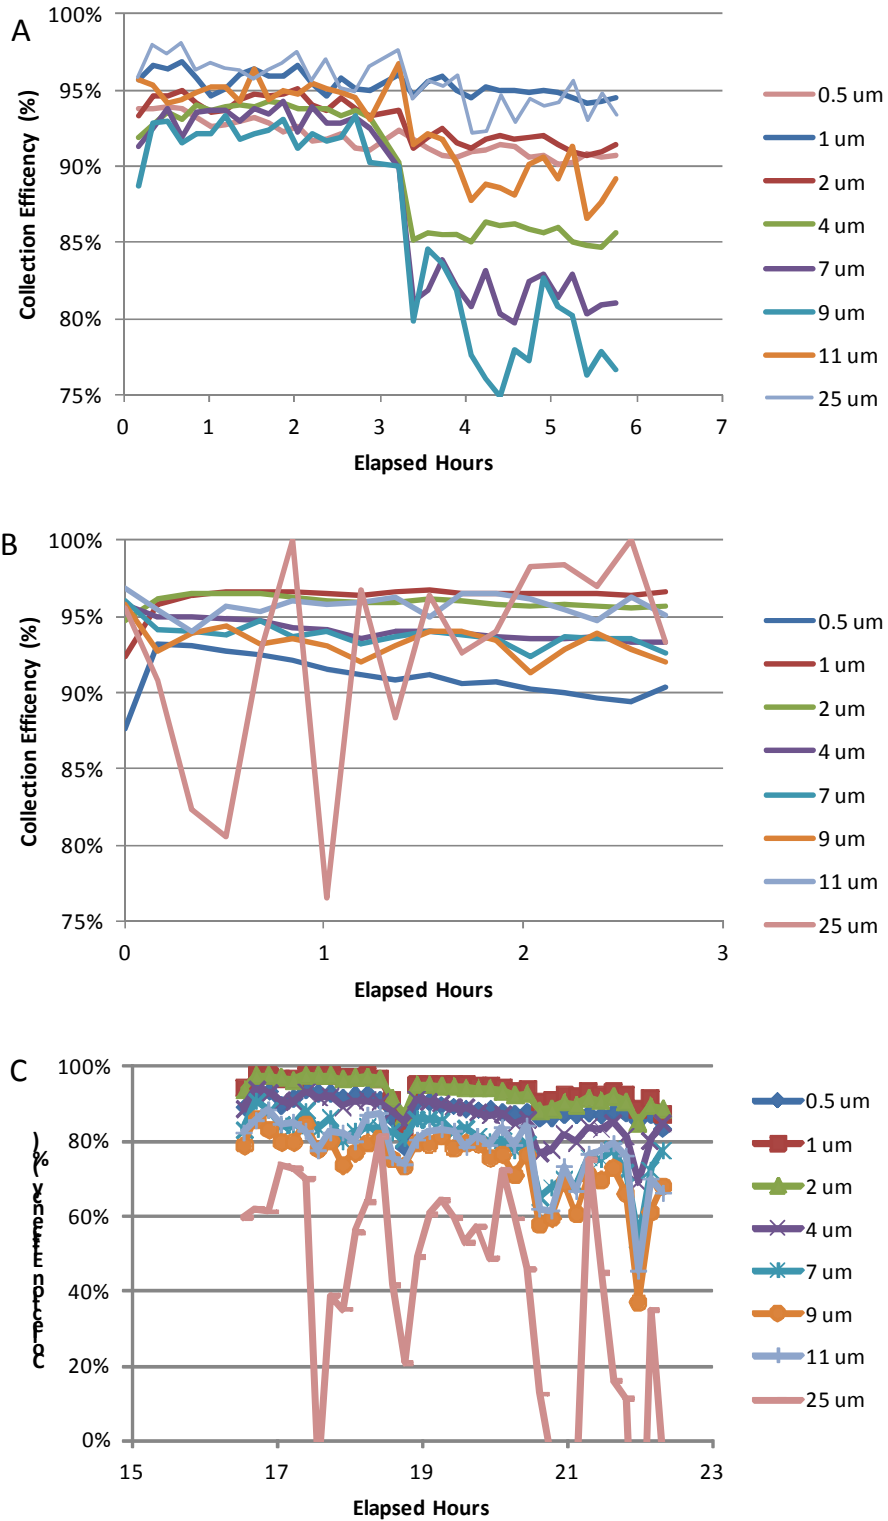 A
100%
95%
90%
85%
80%
75%
Collection Efficency (%)
0 1 2 3 4 5 6 7
Elapsed Hours
0.5 um
1 um
2 um
4 um
7 um
9 um
11 um
25 um
B
100%
95%
90%
85%
80%
75%
Collection Efficency (%)
0 1 2 3
Elapsed Hours
0.5 um
1 um
2 um
4 um
7 um
9 um
11 um
25 um
C
100%
80%
60%
40%
20%
0%
15 17 19 21 23
Elapsed Hours
0.5 um
1 um
2 um
4 um
7 um
9 um
11 um
25 um